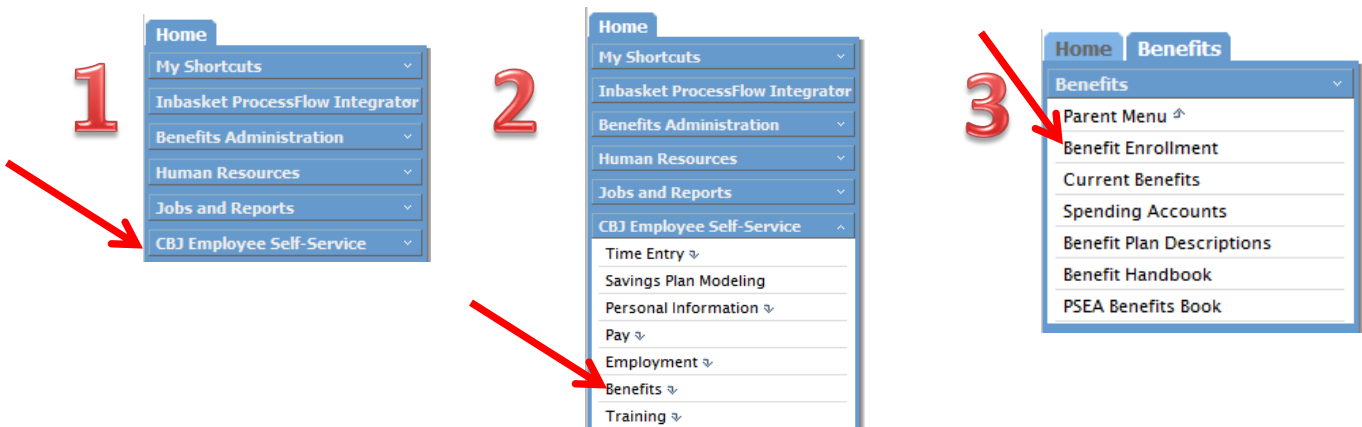 1
Home
My Shortcuts
Inbasket ProcessFlow Integrator
Benefits Administration
Human Resources
Jobs and Reports
CBJ Employee Self-Service
2
Home
My Shortcuts
Inbasket ProcessFlow Integrator
Benefits Administration
Human Resources
Jobs and Reports
CBJ Employee Self-Service
Time Entry
Savings Plan Modeling
Personal Information
Pay
Employment
Benefits
Training
3
Home Benefits
Benefits
Parent Menu
Benefit Enrollment
Current Benefits
Spending Accounts
Benefit Plan Descriptions
Benefit Handbook
PSEA Benefits Book